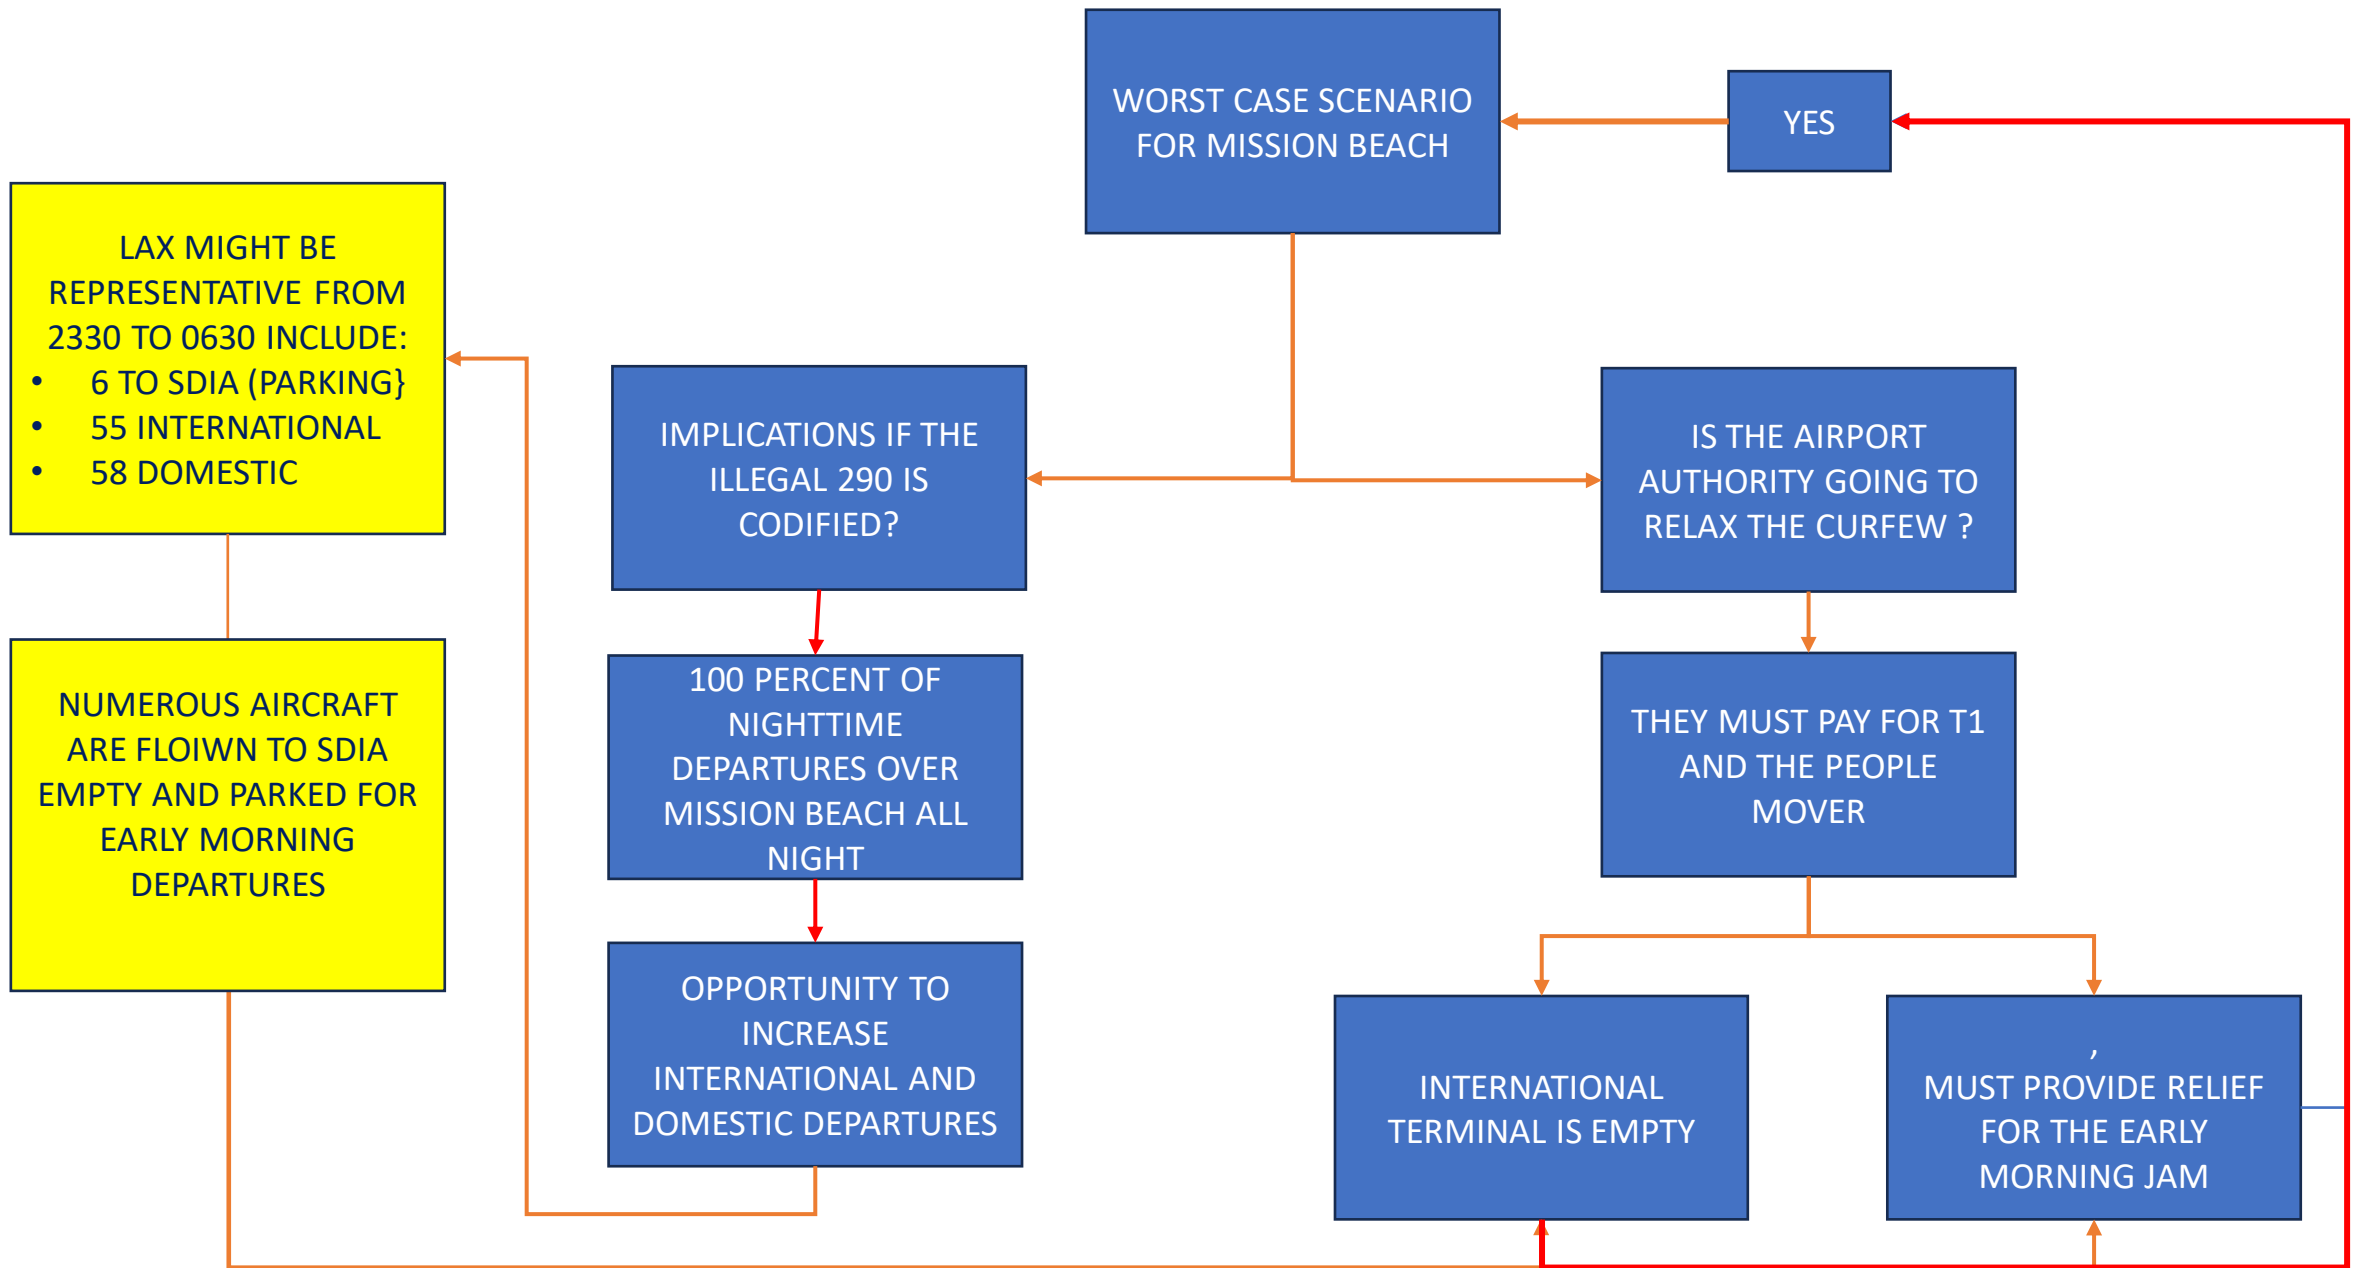 WORST CASE SCENARIO
FOR MISSION BEACH
YES
LAX MIGHT BE
REPRESENTATIVE FROM
2330 TO 0630 INCLUDE:
• 6 TO SDIA (PARKING}
• 55 INTERNATIONAL
• 58 DOMESTIC
IMPLICATIONS IF THE
ILLEGAL 290 IS
CODIFIED?
IS THE AIRPORT
AUTHORITY GOING TO
RELAX THE CURFEW ?
NUMEROUS AIRCRAFT
ARE FLOIWN TO SDIA
EMPTY AND PARKED FOR
EARLY MORNING
DEPARTURES
100 PERCENT OF
NIGHTTIME
DEPARTURES OVER
MISSION BEACH ALL
NIGHT
THEY MUST PAY FOR T1
AND THE PEOPLE
MOVER
OPPORTUNITY TO
INCREASE
INTERNATIONAL AND
DOMESTIC DEPARTURES
INTERNATIONAL
TERMINAL IS EMPTY
,
MUST PROVIDE RELIEF
FOR THE EARLY
MORNING JAM